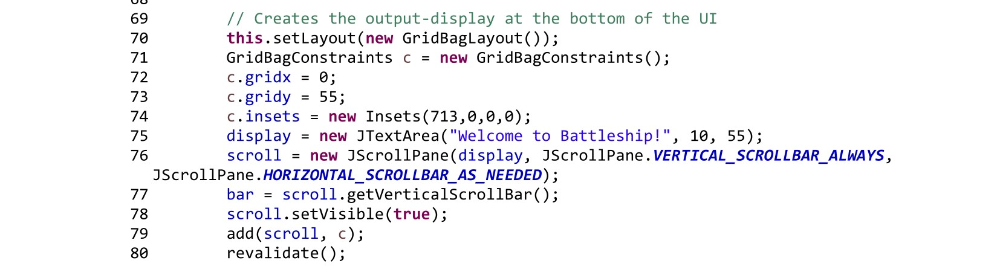 68
69 // Creates the output-display at the bottom of the UI
70 this.setLayout(new GridBagLayout());
71 GridBagConstraints c = new GridBagConstraints();
72 c.gridx = 0;
73 c.gridy = 55;
74 c.insets = new Insets(713,0,0,0);
75 display = new JTextArea("Welcome to Battleship!", 10, 55);
76 scroll = new JScrollPane(display, JScrollPane.VERTICAL_SCROLLBAR_ALWAYS,
JScrollPane.HORIZONTAL_SCROLLBAR_AS_NEEDED);
77 bar = scroll.getVerticalScrollBar();
78 scroll.setVisible(true);
79 add(scroll, c);
80 revalidate();